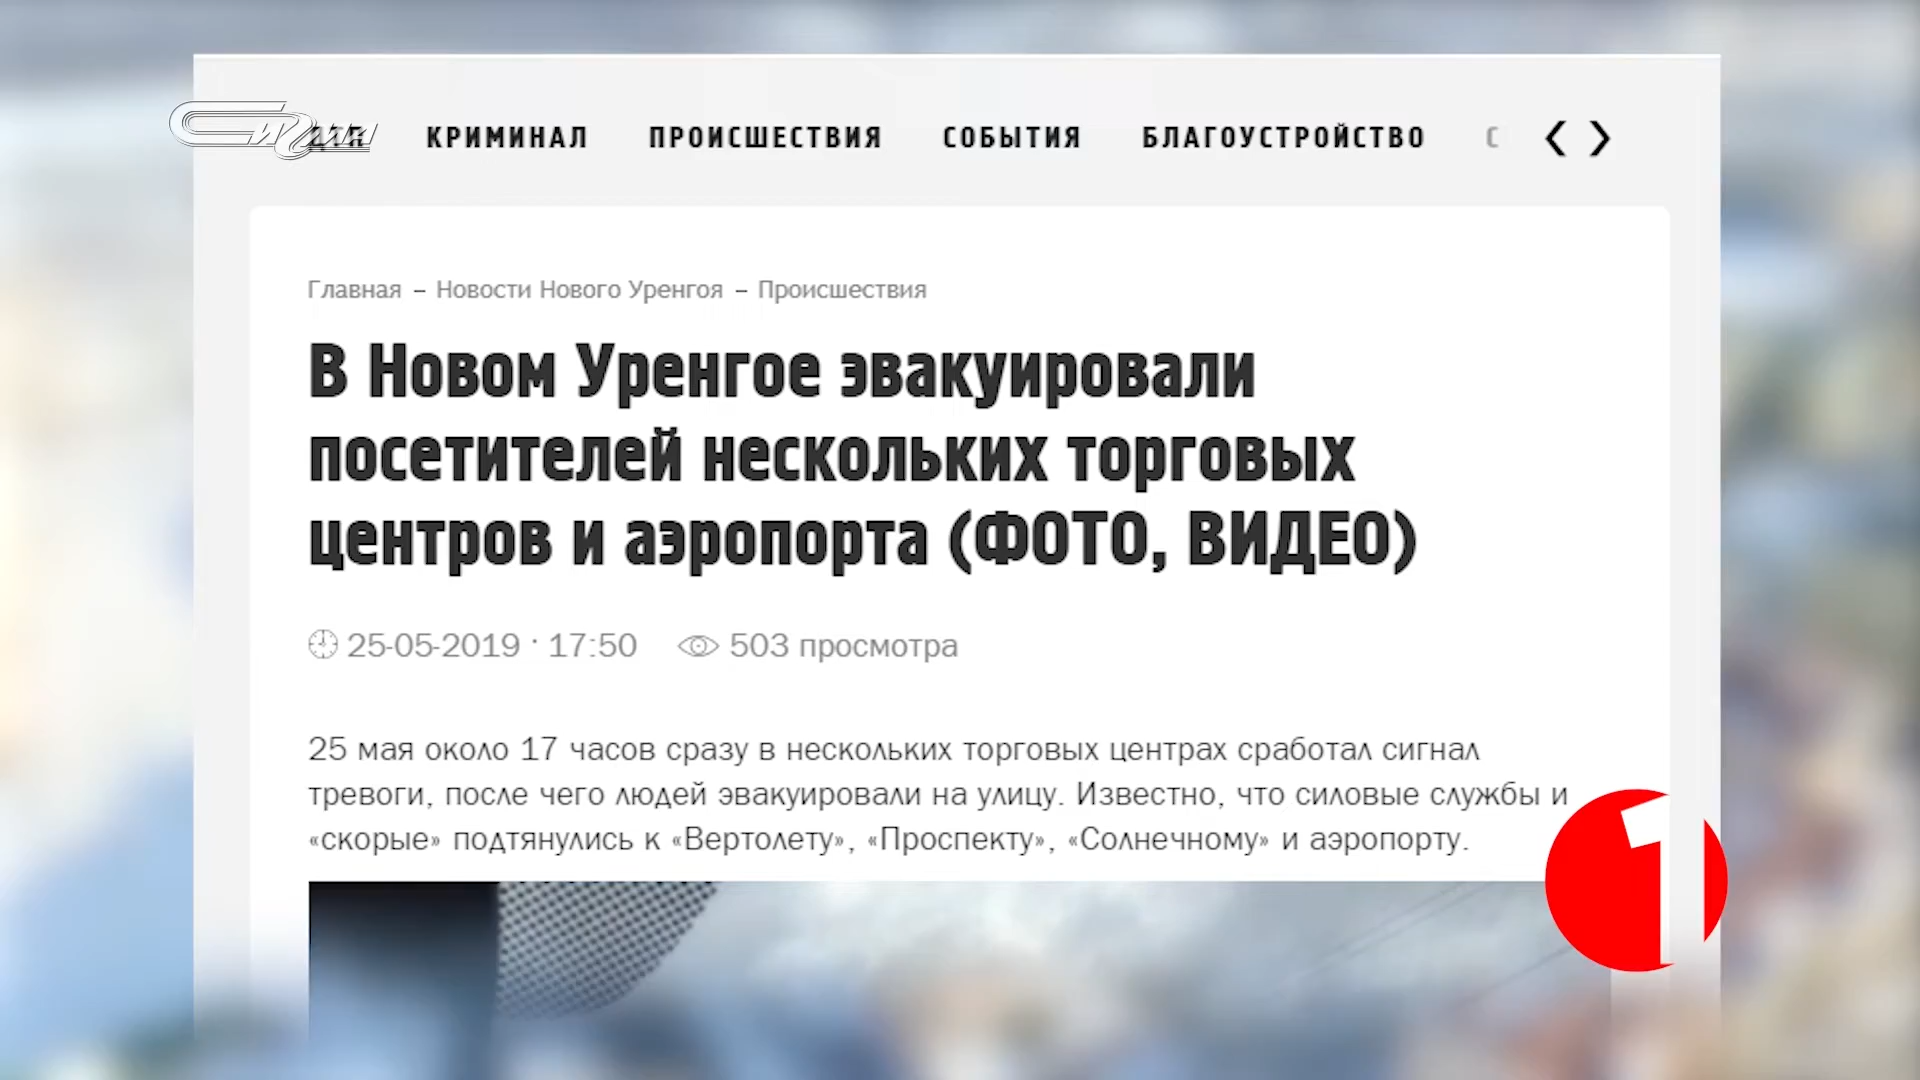 Сигма
КРИМИНАЛ ПРОИСШЕСТВИЯ СОБЫТИЯ БЛАГОУСТРОЙСТВО С
Главная – Новости Нового Уренгоя – Происшествия
В Новом Уренгое эвакуировали
посетителей нескольких торговых
центров и аэропорта (ФОТО, ВИДЕО)
25-05-2019 · 17:50 503 просмотра
25 мая около 17 часов сразу в нескольких торговых центрах сработал сигнал
тревоги, после чего людей эвакуировали на улицу. Известно, что силовые службы и
«скорые» подтянулись к «Вертолету», «Проспекту», «Солнечному» и аэропорту.
1